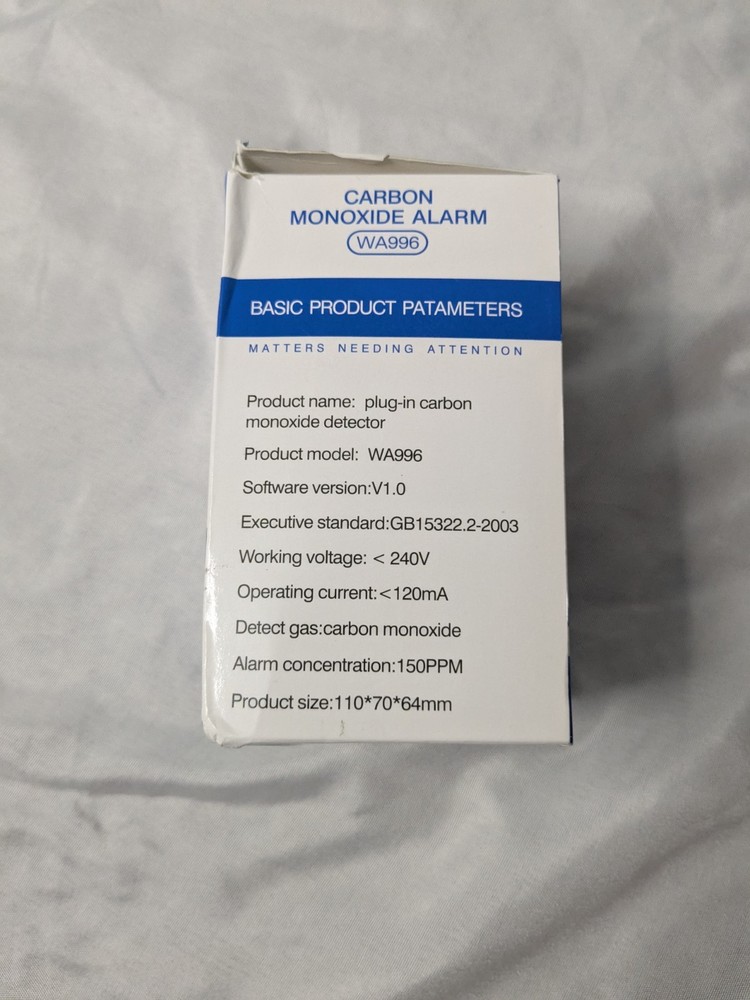 CARBON
MONOXIDE ALARM
WA996
BASIC PRODUCT PATAMETERS
MATTERS NEEDING ATTENTION
Product name: plug-in carbon
monoxide detector
Product model: WA996
Software version:V1.0
Executive standard:GB15322.2-2003
Working voltage: < 240V
Operating current:<120mA
Detect gas:carbon monoxide
Alarm concentration:150PPM
Product size:110*70*64mm